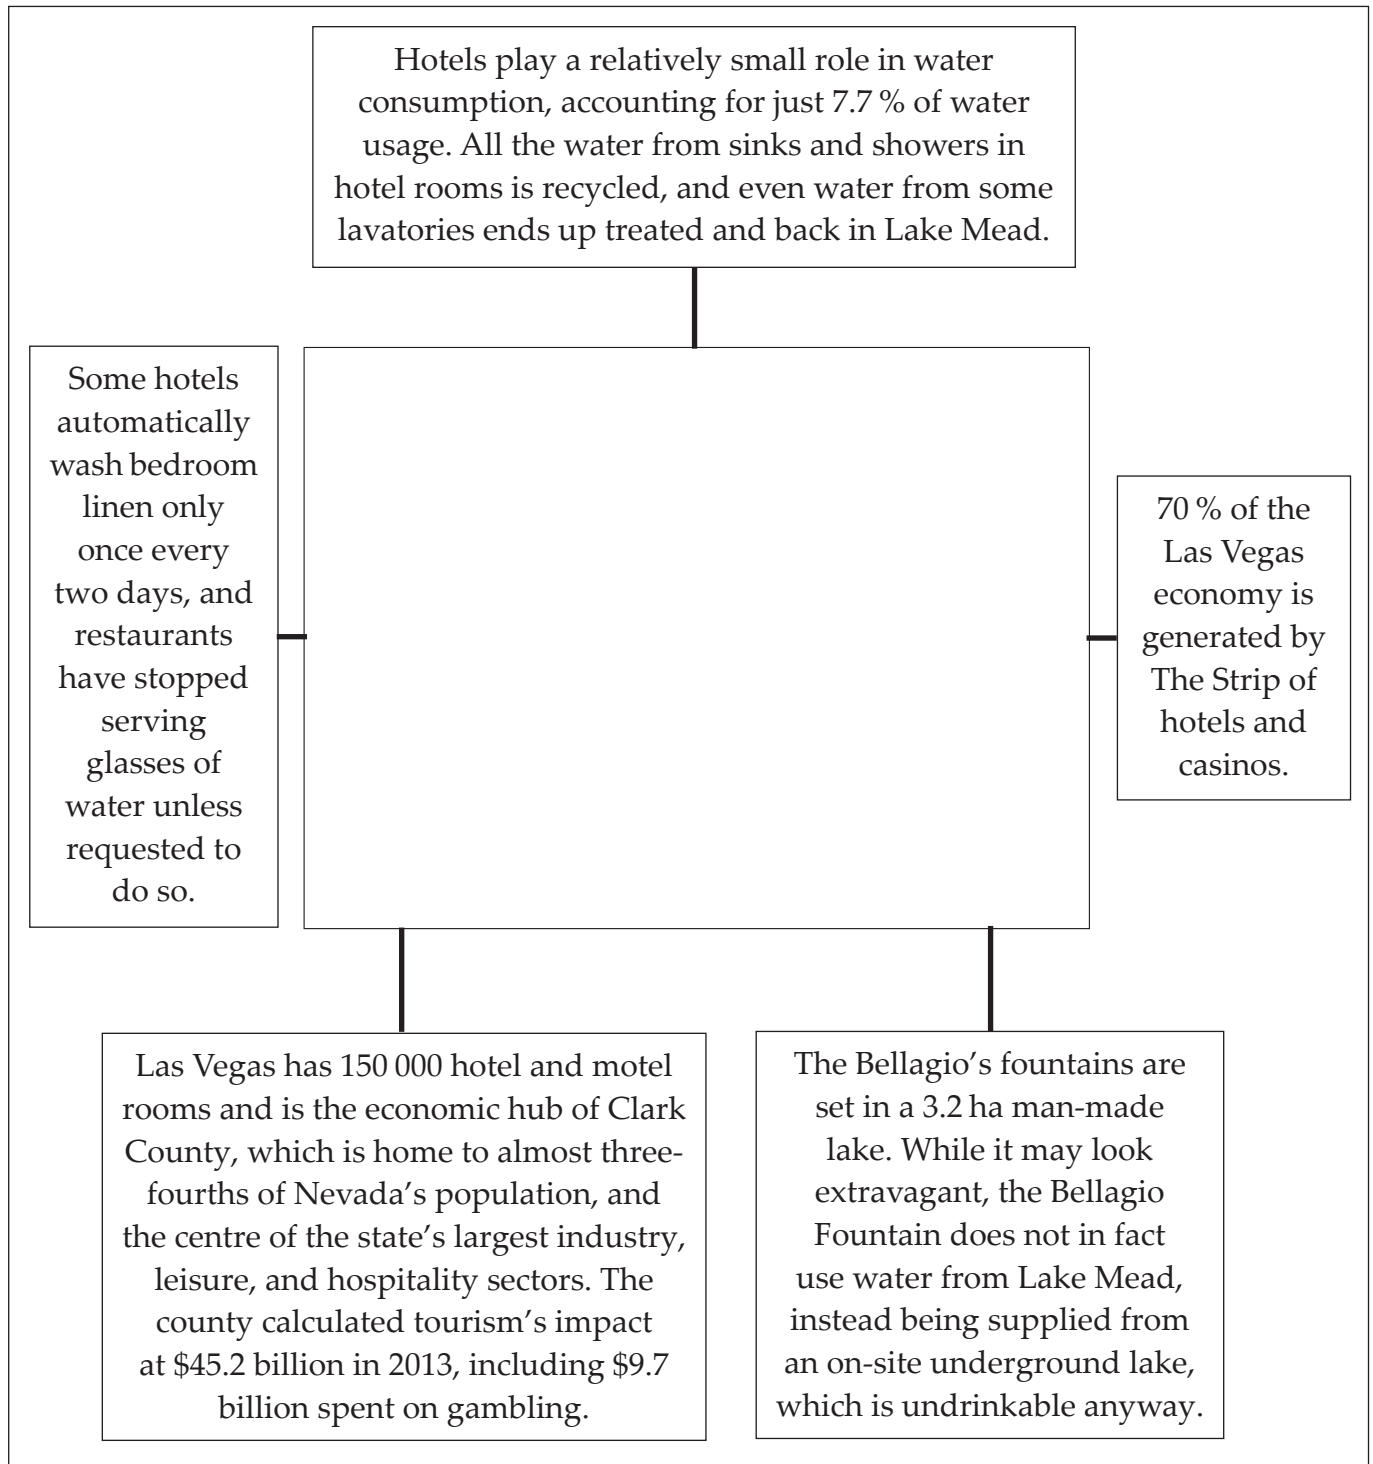 Hotels play a relatively small role in water
consumption, accounting for just 7.7 % of water
usage. All the water from sinks and showers in
hotel rooms is recycled, and even water from some
lavatories ends up treated and back in Lake Mead.
Some hotels
automatically
wash bedroom
linen only
once every
two days, and
restaurants
have stopped
serving
glasses of
water unless
requested to
do so.
70 % of the
Las Vegas
economy is
generated by
The Strip of
hotels and
casinos.
Las Vegas has 150 000 hotel and motel
rooms and is the economic hub of Clark
County, which is home to almost three-
fourths of Nevada’s population, and
the centre of the state’s largest industry,
leisure, and hospitality sectors. The
county calculated tourism’s impact
at $45.2 billion in 2013, including $9.7
billion spent on gambling.
The Bellagio’s fountains are
set in a 3.2 ha man-made
lake. While it may look
extravagant, the Bellagio
Fountain does not in fact
use water from Lake Mead,
instead being supplied from
an on-site underground lake,
which is undrinkable anyway.